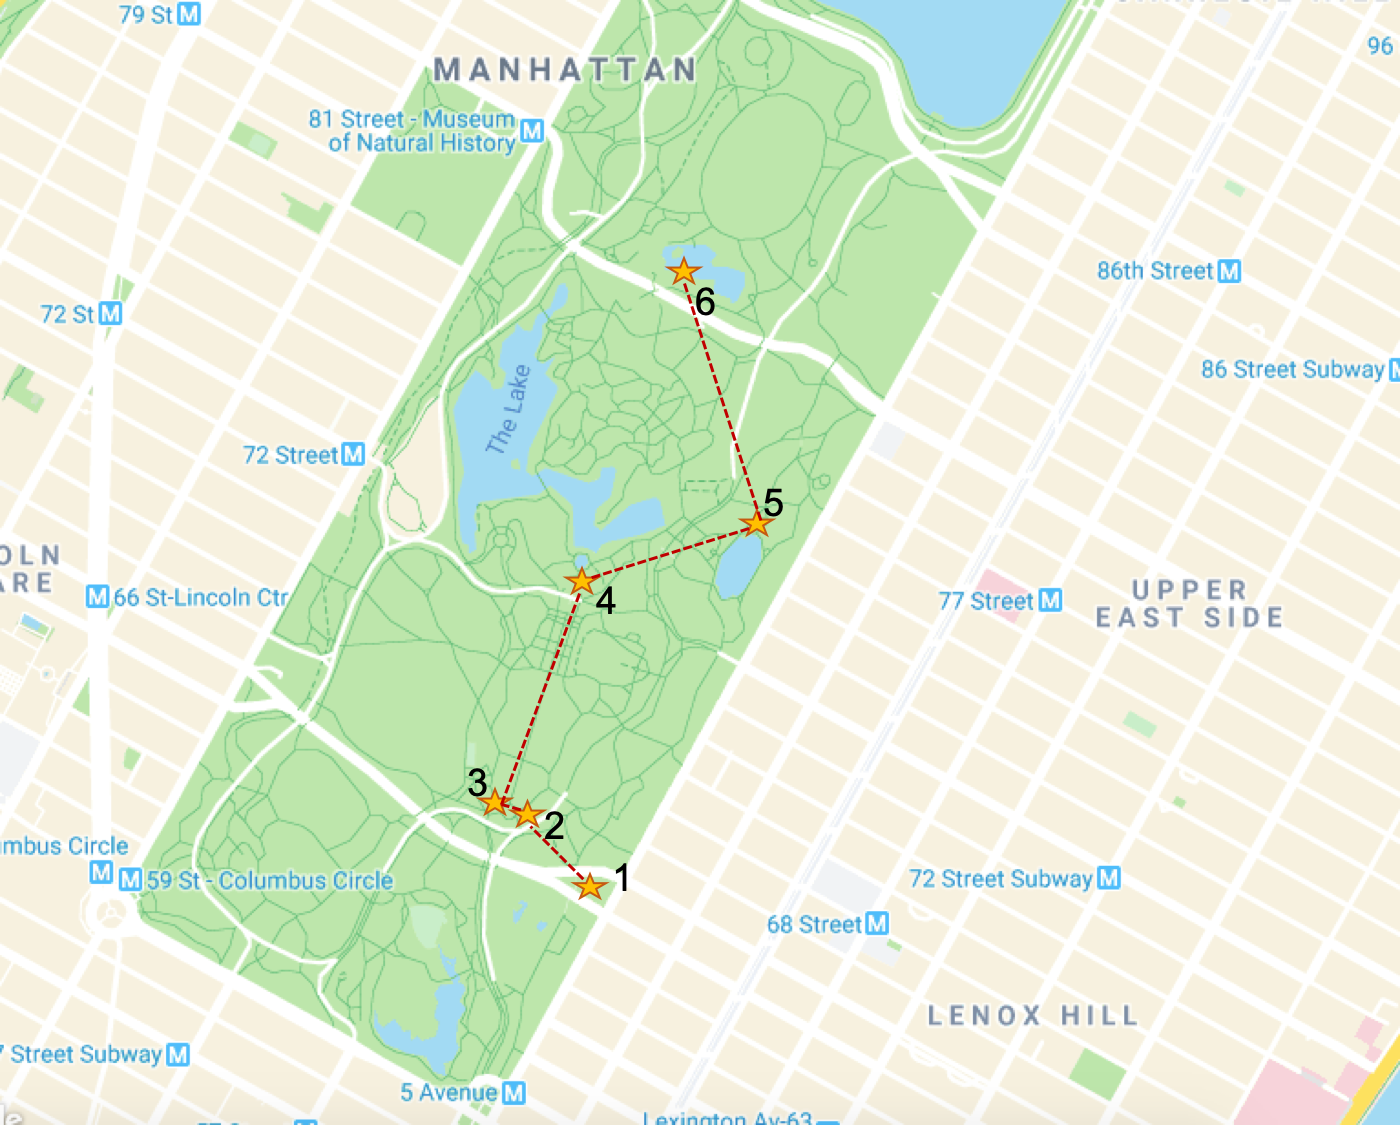 79 St M
MANHATTAN
96
81 Street - Museum
of Natural History M
86th Street M
6
72 St M
86 Street Subway M
The Lake
72 Street M
5
OLN
ARE
66 St-Lincoln Ctr
M
4
77 Street M
UPPER
EAST SIDE
3
2
1
mbus Circle
M
M 59 St - Columbus Circle
72 Street Subway M
68 Street M
LENOX HILL
7 Street Subway M
5 Avenue M
Lexington Av-63